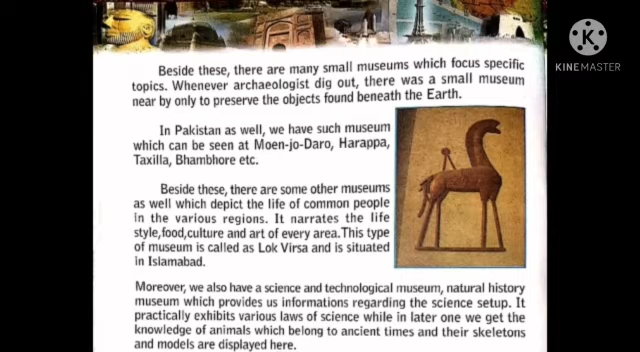 KINEMASTER
Beside these, there are many small museums which focus specific
topics. Whenever archaeologist dig out, there was a small museum
near by only to preserve the objects found beneath the Earth.
In Pakistan as well, we have such museum
which can be seen at Moen-jo-Daro, Harappa,
Taxilla, Bhambhore etc.
Beside these, there are some other museums
as well which depict the life of common people
in the various regions. It narrates the life
style,food,culture and art of every area.This type
of museum is called as Lok Virsa and is situated
in Islamabad.
Moreover, we also have a science and technological museum, natural history
museum which provides us informations regarding the science setup. It
practically exhibits various laws of science while in later one we get the
knowledge of animals which belong to ancient times and their skeletons
and models are displayed here.